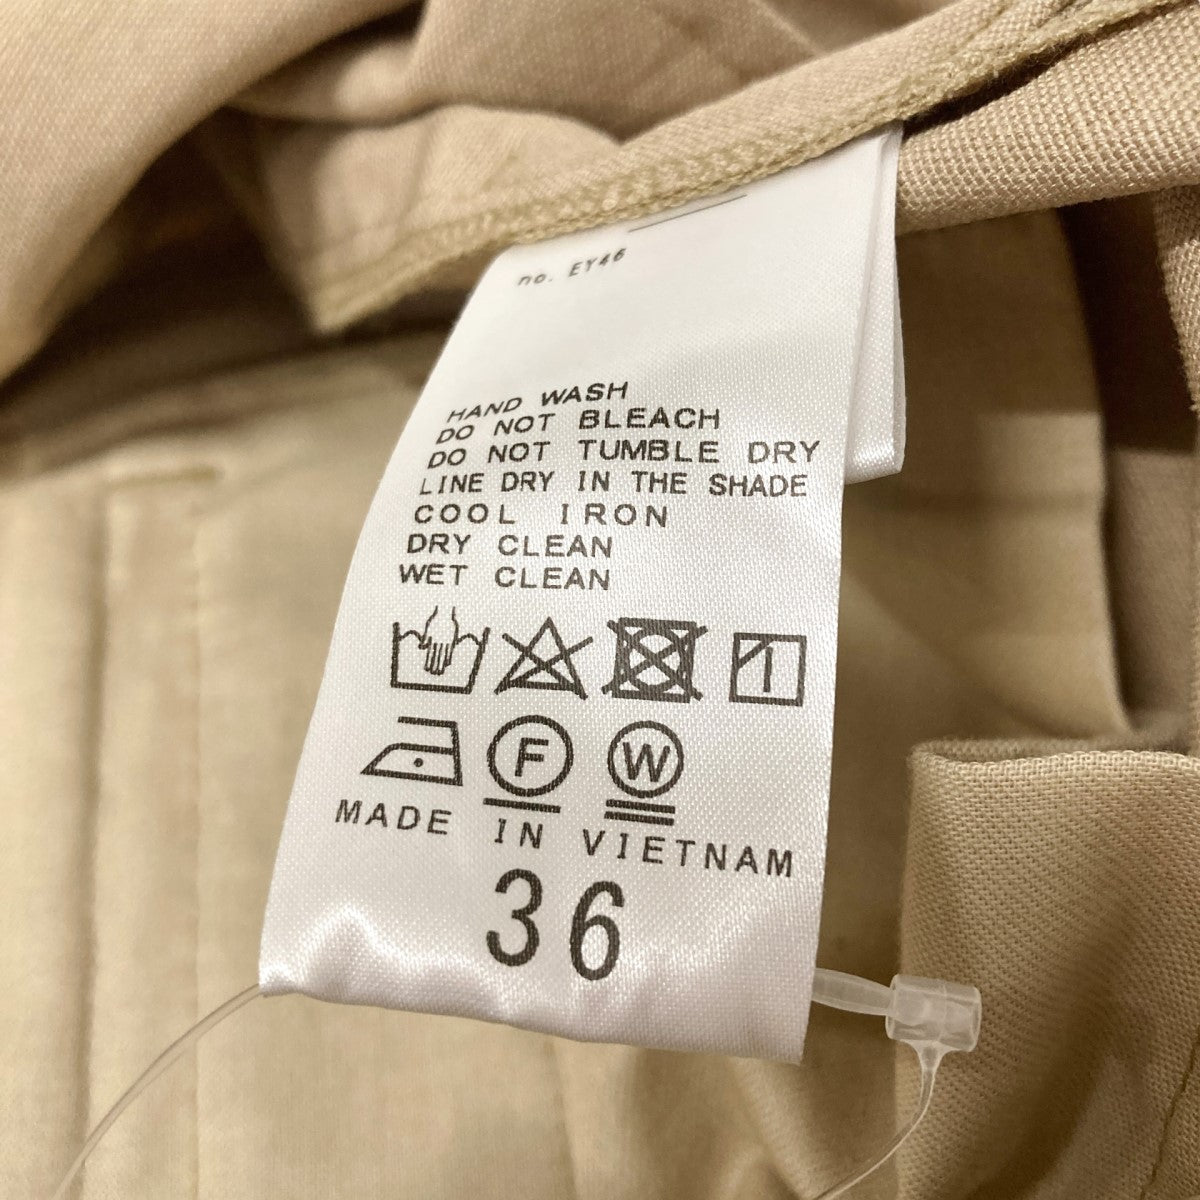 no. EY46
HAND WASH
DO NOT BLEACH
DO NOT TUMBLE DRY
LINE DRY IN THE SHADE
COOL IRON
DRY CLEAN
WET CLEAN
F W
MADE IN VIETNAM
36